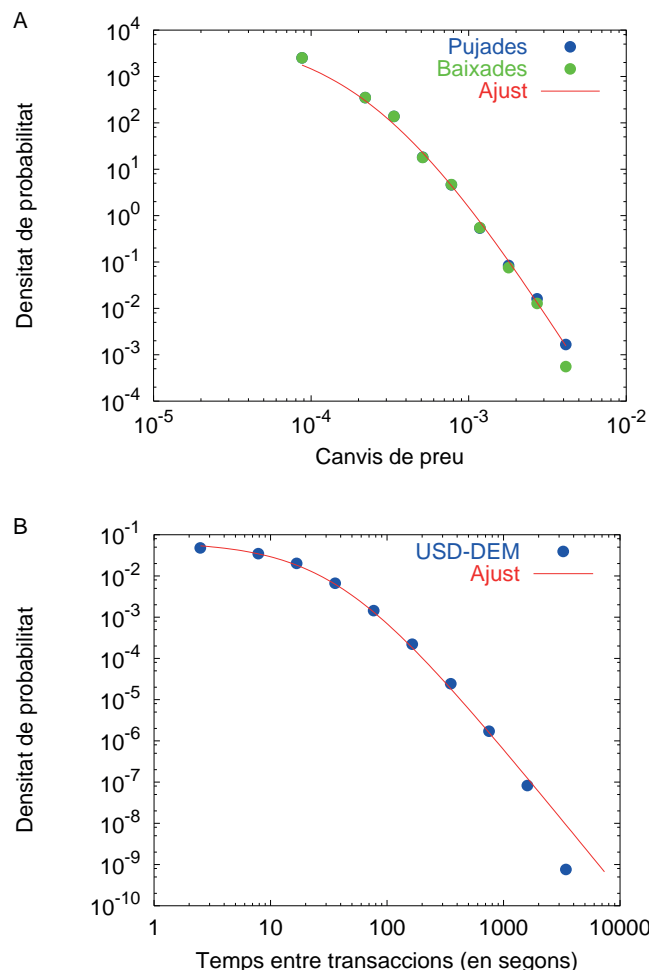 A
10^4
10^3
10^2
10^1
10^0
10^-1
10^-2
10^-3
10^-4
Densitat de probabilitat
Pujades
Baixades
Ajust
10^-5 10^-4 10^-3 10^-2
Canvis de preu
B
10^-1
10^-2
10^-3
10^-4
10^-5
10^-6
10^-7
10^-8
10^-9
10^-10
Densitat de probabilitat
USD-DEM
Ajust
1 10 100 1000 10000
Temps entre transaccions (en segons)